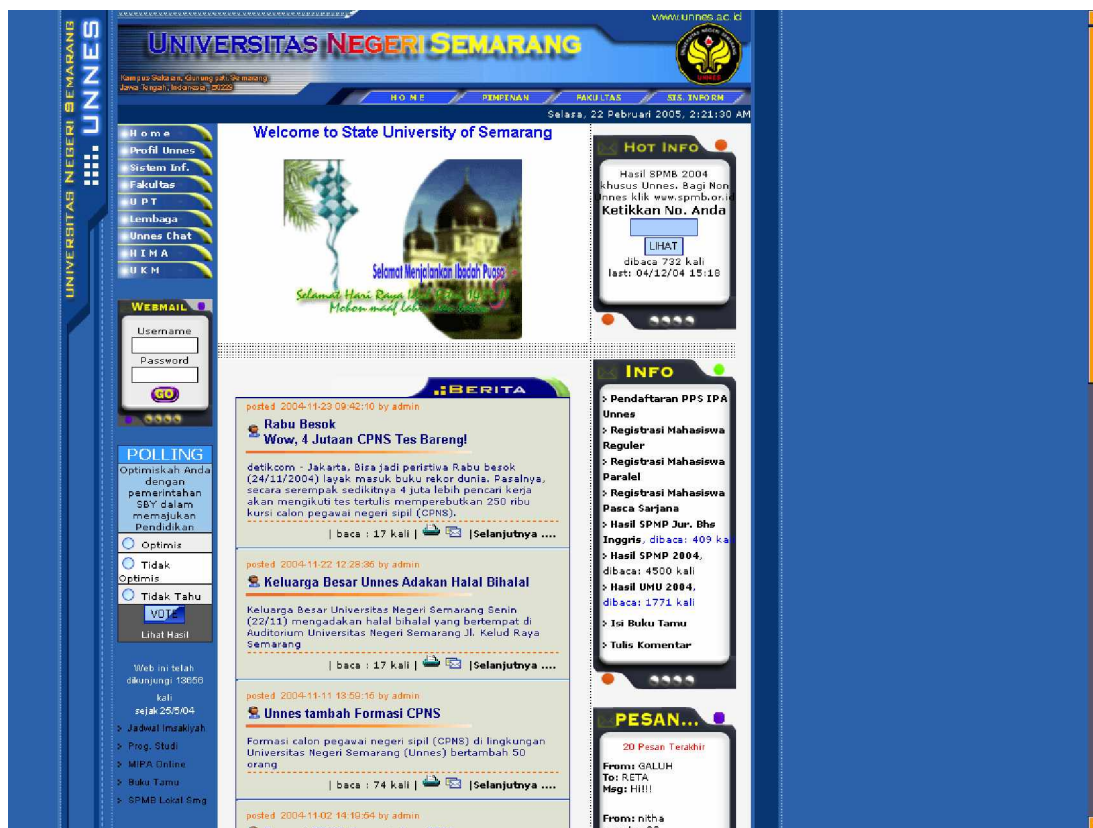 www.unnes.ac.id
UNIVERSITAS NEGERI SEMARANG
UNNES
UNIVERSITAS NEGERI SEMARANG
UNNES
Jawa Tengah, Indonesia
HOME
PIMPINAN
FAKULTAS
SIS. INFORM
Selasa, 22 Pebruari 2005, 2:21:30 AM
Home
Profil Unnes
Sistem Inf.
Fakultas
UPT
Lembaga
Unnes Chat
HIMA
UKM
WEBMAIL
Username
Password
GO
POLLING
Optimiskah Anda
dengan
pemerintahan
SBY dalam
memajukan
Pendidikan
Optimis
Tidak
Optimis
Tidak Tahu
VOTE
Lihat Hasil
Web ini telah
dikunjungi 13656
kali
sejak 25/5/04
> Jadwal Imsakiyah
> Prog. Studi
> MIPA Online
> Buku Tamu
> SPMB Lokal Smg
Welcome to State University of Semarang
Selamat Menjalankan Ibadah Puasa
Selamat Hari Raya
Mohon maaf lahir
BERITA
posted 2004-11-23 09:42:10 by admin
Rabu Besok
Wow, 4 Jutaan CPNS Tes Bareng!
detikcom - Jakarta, Bisa jadi peristiwa Rabu besok
(24/11/2004) layak masuk buku rekor dunia. Pasalnya,
secara serempak sedikitnya 4 juta lebih pencari kerja
akan mengikuti tes tertulis memperebutkan 250 ribu
kursi calon pegawai negeri sipil (CPNS).
| baca : 17 kali | |Selanjutnya ....
posted 2004-11-22 12:28:36 by admin
Keluarga Besar Unnes Adakan Halal Bihalal
Keluarga Besar Universitas Negeri Semarang Senin
(22/11) mengadakan halal bihalal yang bertempat di
Auditorium Universitas Negeri Semarang Jl. Kelud Raya
Semarang
| baca : 17 kali | |Selanjutnya ....
posted 2004-11-11 13:59:16 by admin
Unnes tambah Formasi CPNS
Formasi calon pegawai negeri sipil (CPNS) di lingkungan
Universitas Negeri Semarang (Unnes) bertambah 50
orang
| baca : 74 kali | |Selanjutnya ....
posted 2004-11-02 14:19:54 by admin
HOT INFO
Hasil SPMB 2004
khusus Unnes. Bagi Non
Unnes klik www.spmb.or.id
Ketikkan No. Anda
LIHAT
dibaca 732 kali
last: 04/12/04 15:18
INFO
> Pendaftaran PPS IPA
Unnes
> Registrasi Mahasiswa
Reguler
> Registrasi Mahasiswa
Paralel
> Registrasi Mahasiswa
Pasca Sarjana
> Hasil SPMP Jur. Bhs
Inggris, dibaca: 409 kali
> Hasil SPMP 2004,
dibaca: 4500 kali
> Hasil UMU 2004,
dibaca: 1771 kali
> Isi Buku Tamu
> Tulis Komentar
PESAN...
20 Pesan Terakhir
From: GALUH
To: RETA
Msg: Hi!!!
From: nitha